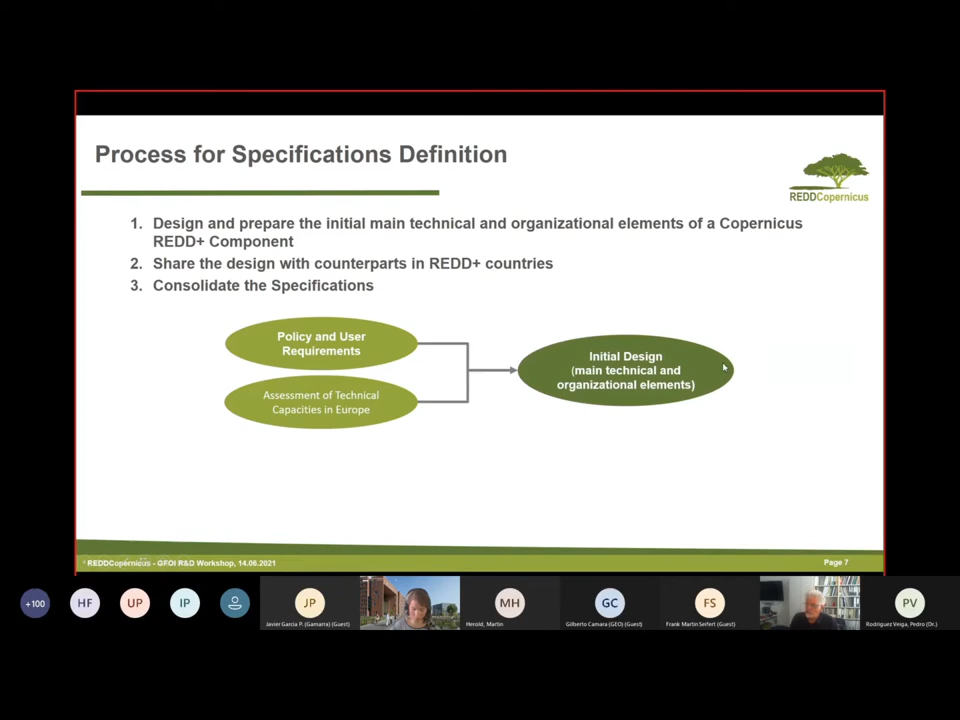 Process for Specifications Definition
REDDCopernicus
1. Design and prepare the initial main technical and organizational elements of a Copernicus
REDD+ Component
2. Share the design with counterparts in REDD+ countries
3. Consolidate the Specifications
Policy and User
Requirements
Assessment of Technical
Capacities in Europe
Initial Design
(main technical and
organizational elements)
REDDCopernicus - GFOI R&D Workshop, 14.06.2021
Page 7
+100
HF
UP
IP
JP
Javier Garcia P. (Gamarra) (Guest)
MH
Herold, Martin
GC
Gilberto Camara (GEO) (Guest)
FS
Frank Martin Seifert (Guest)
PV
Rodriguez Veiga, Pedro (Dr.)